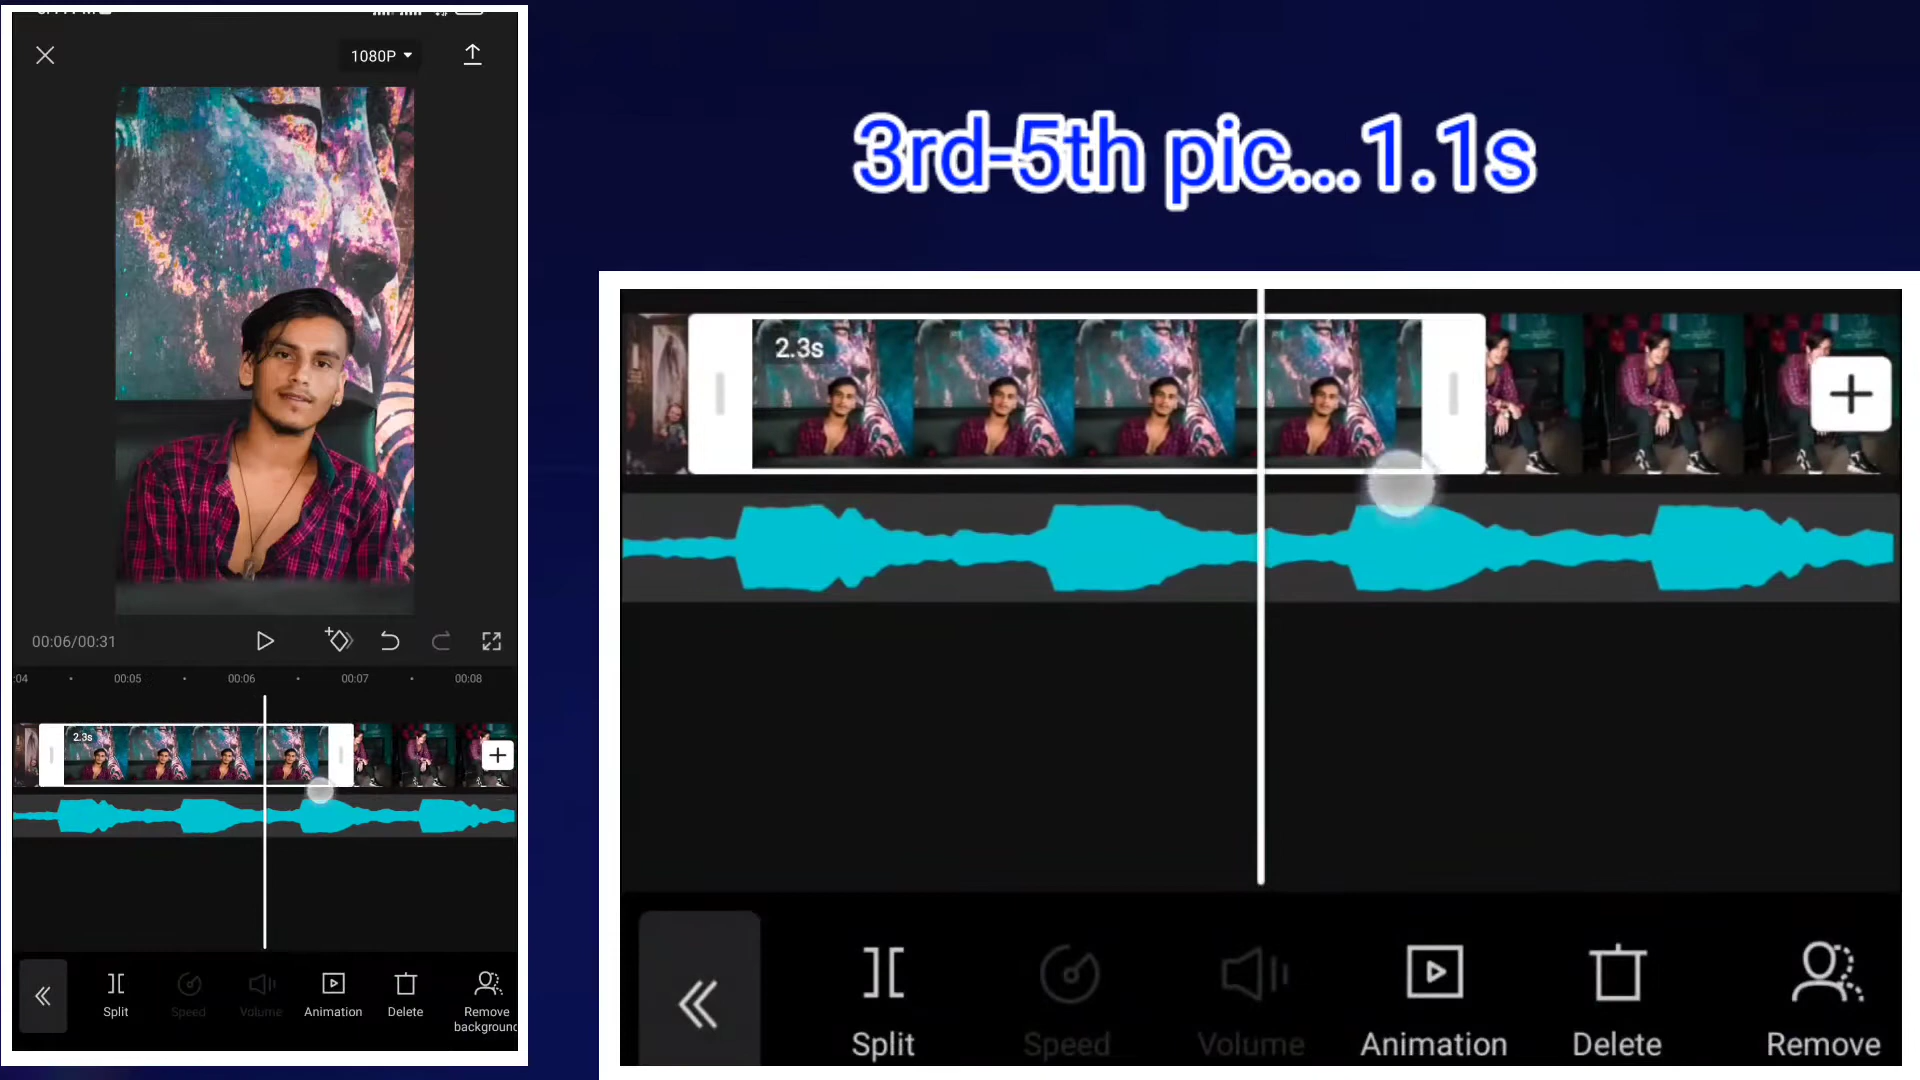 1080P
3rd-5th pic...1.1s
00:06/00:31
:04 00:05 00:06 00:07 00:08
2.3s
Split Speed Volume Animation Delete Remove
background
2.3s
Split Speed Volume Animation Delete Remove